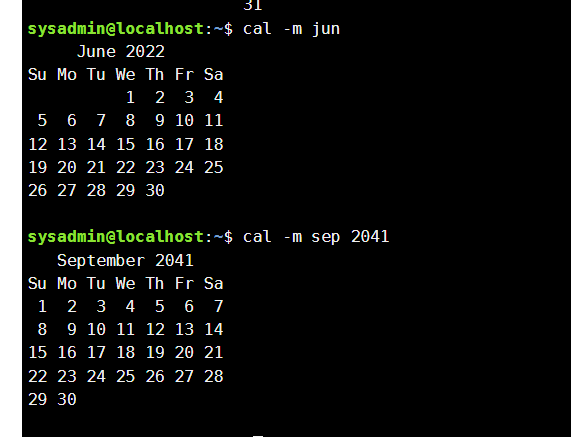 31
sysadmin@localhost:~$ cal -m jun
     June 2022
Su Mo Tu We Th Fr Sa
          1  2  3  4
 5  6  7  8  9 10 11
12 13 14 15 16 17 18
19 20 21 22 23 24 25
26 27 28 29 30
sysadmin@localhost:~$ cal -m sep 2041
   September 2041
Su Mo Tu We Th Fr Sa
 1  2  3  4  5  6  7
 8  9 10 11 12 13 14
15 16 17 18 19 20 21
22 23 24 25 26 27 28
29 30